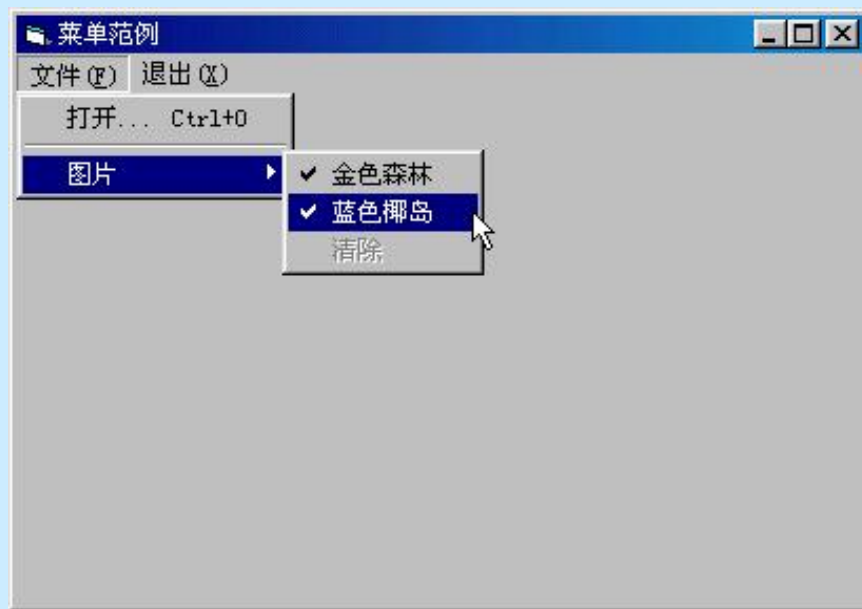 菜单范例
文件(F) 退出(X)
打开... Ctrl+O
图片
金色森林
蓝色椰岛
清除